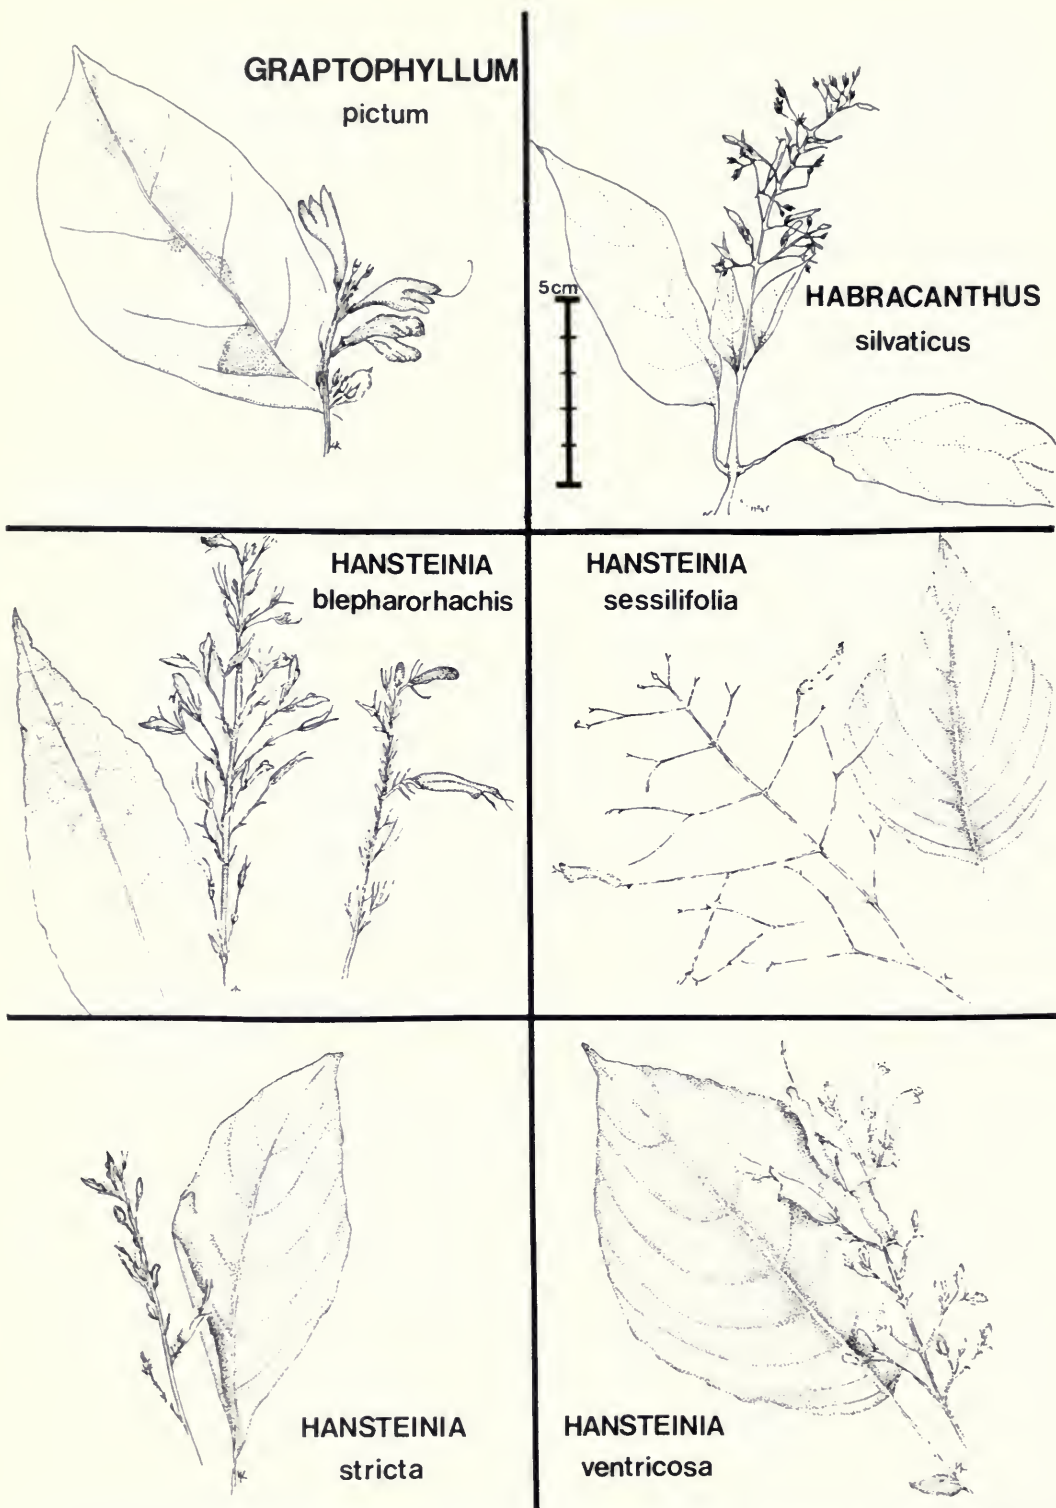 GRAPTOPHYLLUM
pictum
5cm
HABRACANTHUS
silvaticus
HANSTEINIA
blepharorhachis
HANSTEINIA
sessilifolia
HANSTEINIA
stricta
HANSTEINIA
ventricosa